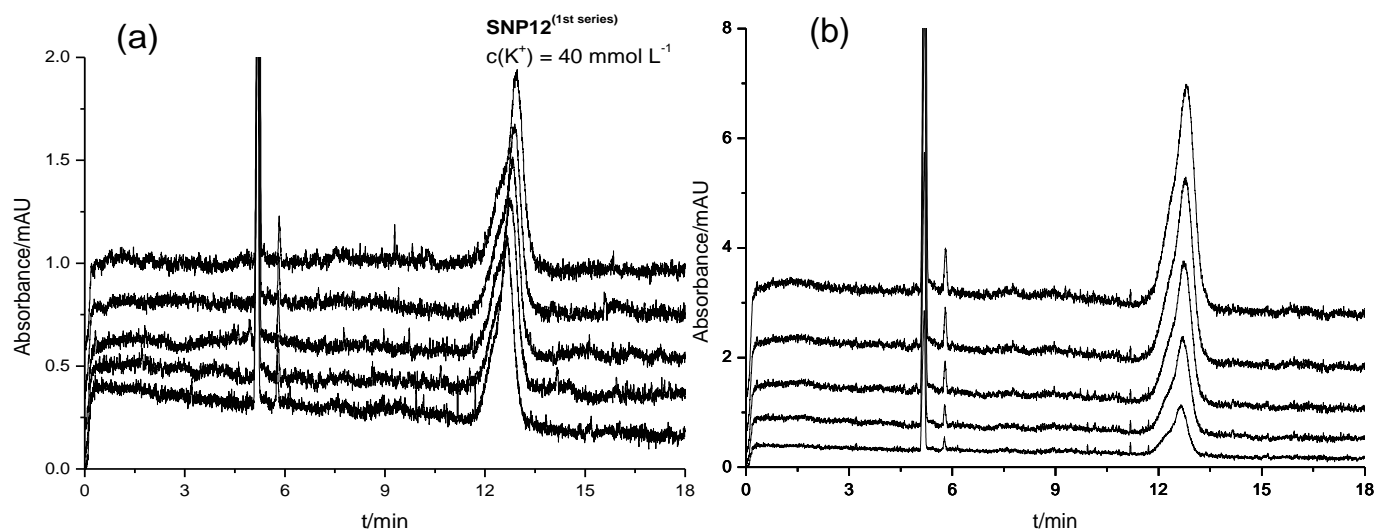 (a)
SNP12(1st series)
c(K+) = 40 mmol L-1
2.0
1.5
1.0
0.5
0.0
Absorbance/mAU
0 3 6 9 12 15 18
t/min
(b)
8
6
4
2
0
Absorbance/mAU
0 3 6 9 12 15 18
t/min